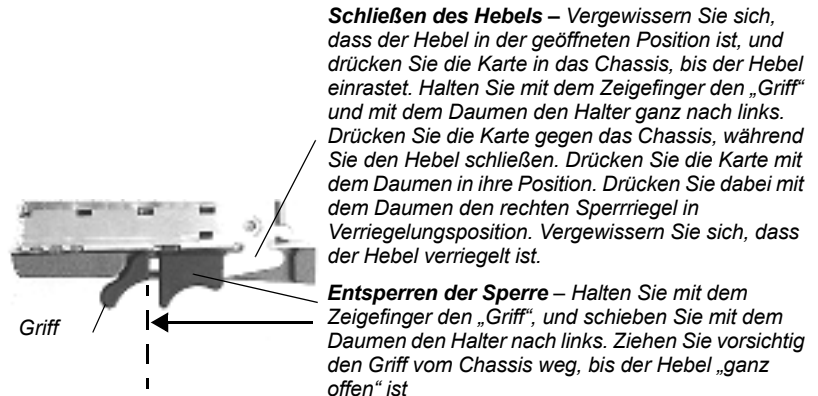 Schließen des Hebels – Vergewissern Sie sich,
dass der Hebel in der geöffneten Position ist, und
drücken Sie die Karte in das Chassis, bis der Hebel
einrastet. Halten Sie mit dem Zeigefinger den „Griff“
und mit dem Daumen den Halter ganz nach links.
Drücken Sie die Karte gegen das Chassis, während
Sie den Hebel schließen. Drücken Sie die Karte mit
dem Daumen in ihre Position. Drücken Sie dabei mit
dem Daumen den rechten Sperrriegel in
Verriegelungsposition. Vergewissern Sie sich, dass
der Hebel verriegelt ist.
Entsperren der Sperre – Halten Sie mit dem
Zeigefinger den „Griff“, und schieben Sie mit dem
Daumen den Halter nach links. Ziehen Sie vorsichtig
den Griff vom Chassis weg, bis der Hebel „ganz
offen“ ist
Griff